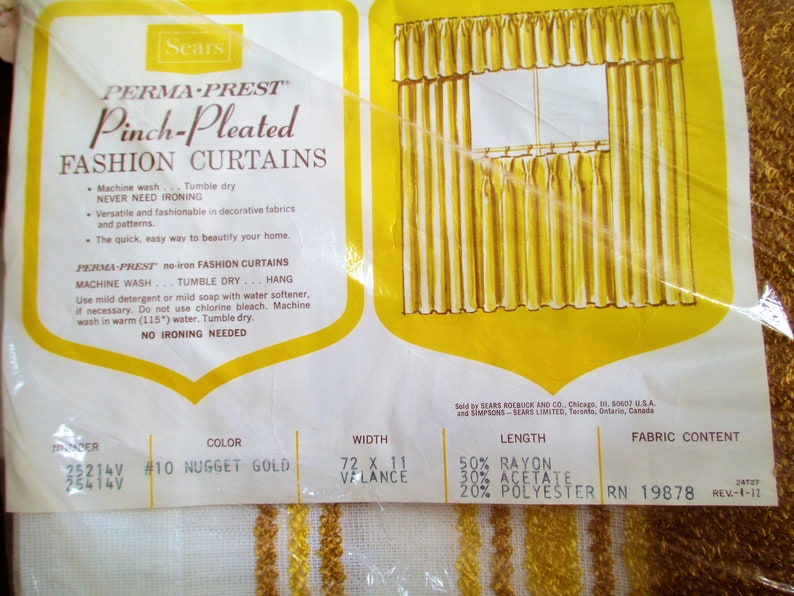 Sears
PERMA·PREST®
Pinch-Pleated
FASHION CURTAINS
• Machine wash . . . Tumble dry
NEVER NEED IRONING
• Versatile and fashionable in decorative fabrics
and patterns.
• The quick, easy way to beautify your home.
PERMA·PREST® no-iron FASHION CURTAINS
MACHINE WASH . . . TUMBLE DRY . . . HANG
Use mild detergent or mild soap with water softener,
if necessary. Do not use chlorine bleach. Machine
wash in warm (115°) water. Tumble dry.
NO IRONING NEEDED
Sold by SEARS ROEBUCK AND CO., Chicago, Ill. 60607 U.S.A.
and SIMPSONS—SEARS LIMITED, Toronto, Ontario, Canada
NUMBER COLOR WIDTH LENGTH FABRIC CONTENT
25214V #10 NUGGET GOLD 72 X 11 50% RAYON
25414V VALANCE 30% ACETATE
20% POLYESTER RN 19878
24T27
REV.-4-72